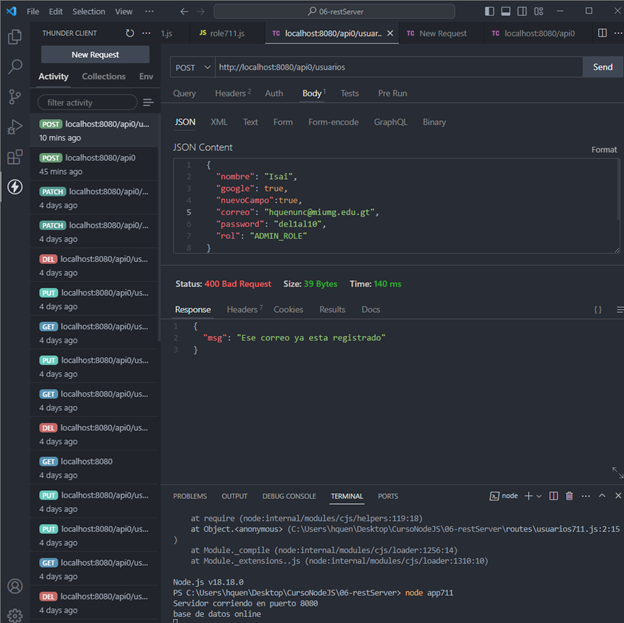 File Edit Selection View ··· 06-restServer
THUNDER CLIENT ···
1.js JS role711.js TC localhost:8080/api0/usuar... TC New Request TC localhost:8080/api0 ···
New Request
Activity Collections Env
filter activity
POST localhost:8080/api0/u...
10 mins ago
POST localhost:8080/api0
45 mins ago
PATCH localhost:8080/api0/...
4 days ago
PATCH localhost:8080/api0/...
4 days ago
DEL localhost:8080/api0/us...
4 days ago
PUT localhost:8080/api0/us...
4 days ago
GET localhost:8080/api0/us...
4 days ago
PUT localhost:8080/api0/us...
4 days ago
GET localhost:8080/api0/us...
4 days ago
DEL localhost:8080/api0/us...
4 days ago
GET localhost:8080
4 days ago
PUT localhost:8080/api0/us...
4 days ago
PUT localhost:8080/api0/us...
4 days ago
GET localhost:8080/api0/us...
4 days ago
DEL localhost:8080/api0/us...
4 days ago
POST http://localhost:8080/api0/usuarios Send
Query Headers 2 Auth Body 1 Tests Pre Run
JSON XML Text Form Form-encode GraphQL Binary
JSON Content Format
1 {
2 "nombre": "Isai",
3 "google": true,
4 "nuevoCampo":true,
5 "correo": "hquenunc@miumg.edu.gt",
6 "password": "del1al10",
7 "rol": "ADMIN_ROLE"
8 }
Status: 400 Bad Request Size: 39 Bytes Time: 140 ms
Response Headers 7 Cookies Results Docs { }
1 {
2 "msg": "Ese correo ya esta registrado"
3 }
PROBLEMS OUTPUT DEBUG CONSOLE TERMINAL PORTS node ···
at require (node:internal/modules/cjs/helpers:119:18)
at Object.<anonymous> (C:\Users\hquen\Desktop\CursoNodeJS\06-restServer\routes\usuarios711.js:2:15
)
at Module._compile (node:internal/modules/cjs/loader:1256:14)
at Module._extensions..js (node:internal/modules/cjs/loader:1310:10)
Node.js v18.18.0
PS C:\Users\hquen\Desktop\CursoNodeJS\06-restServer> node app711
Servidor corriendo en puerto 8080
base de datos online